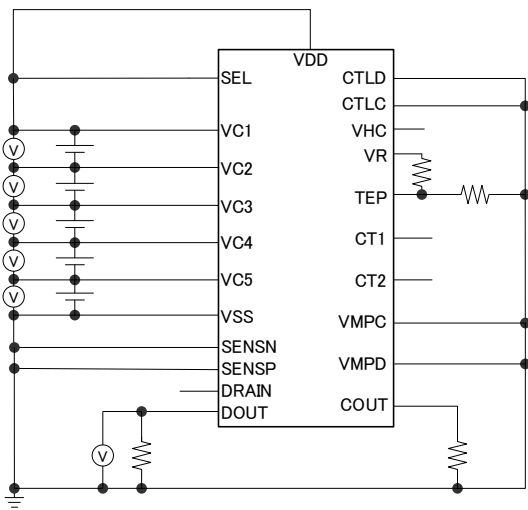 VDD
SEL
VC1
VC2
VC3
VC4
VC5
VSS
SENSN
SENSP
DRAIN
DOUT
CTLD
CTLC
VHC
VR
TEP
CT1
CT2
VMPC
VMPD
COUT
V
V
V
V
V
V